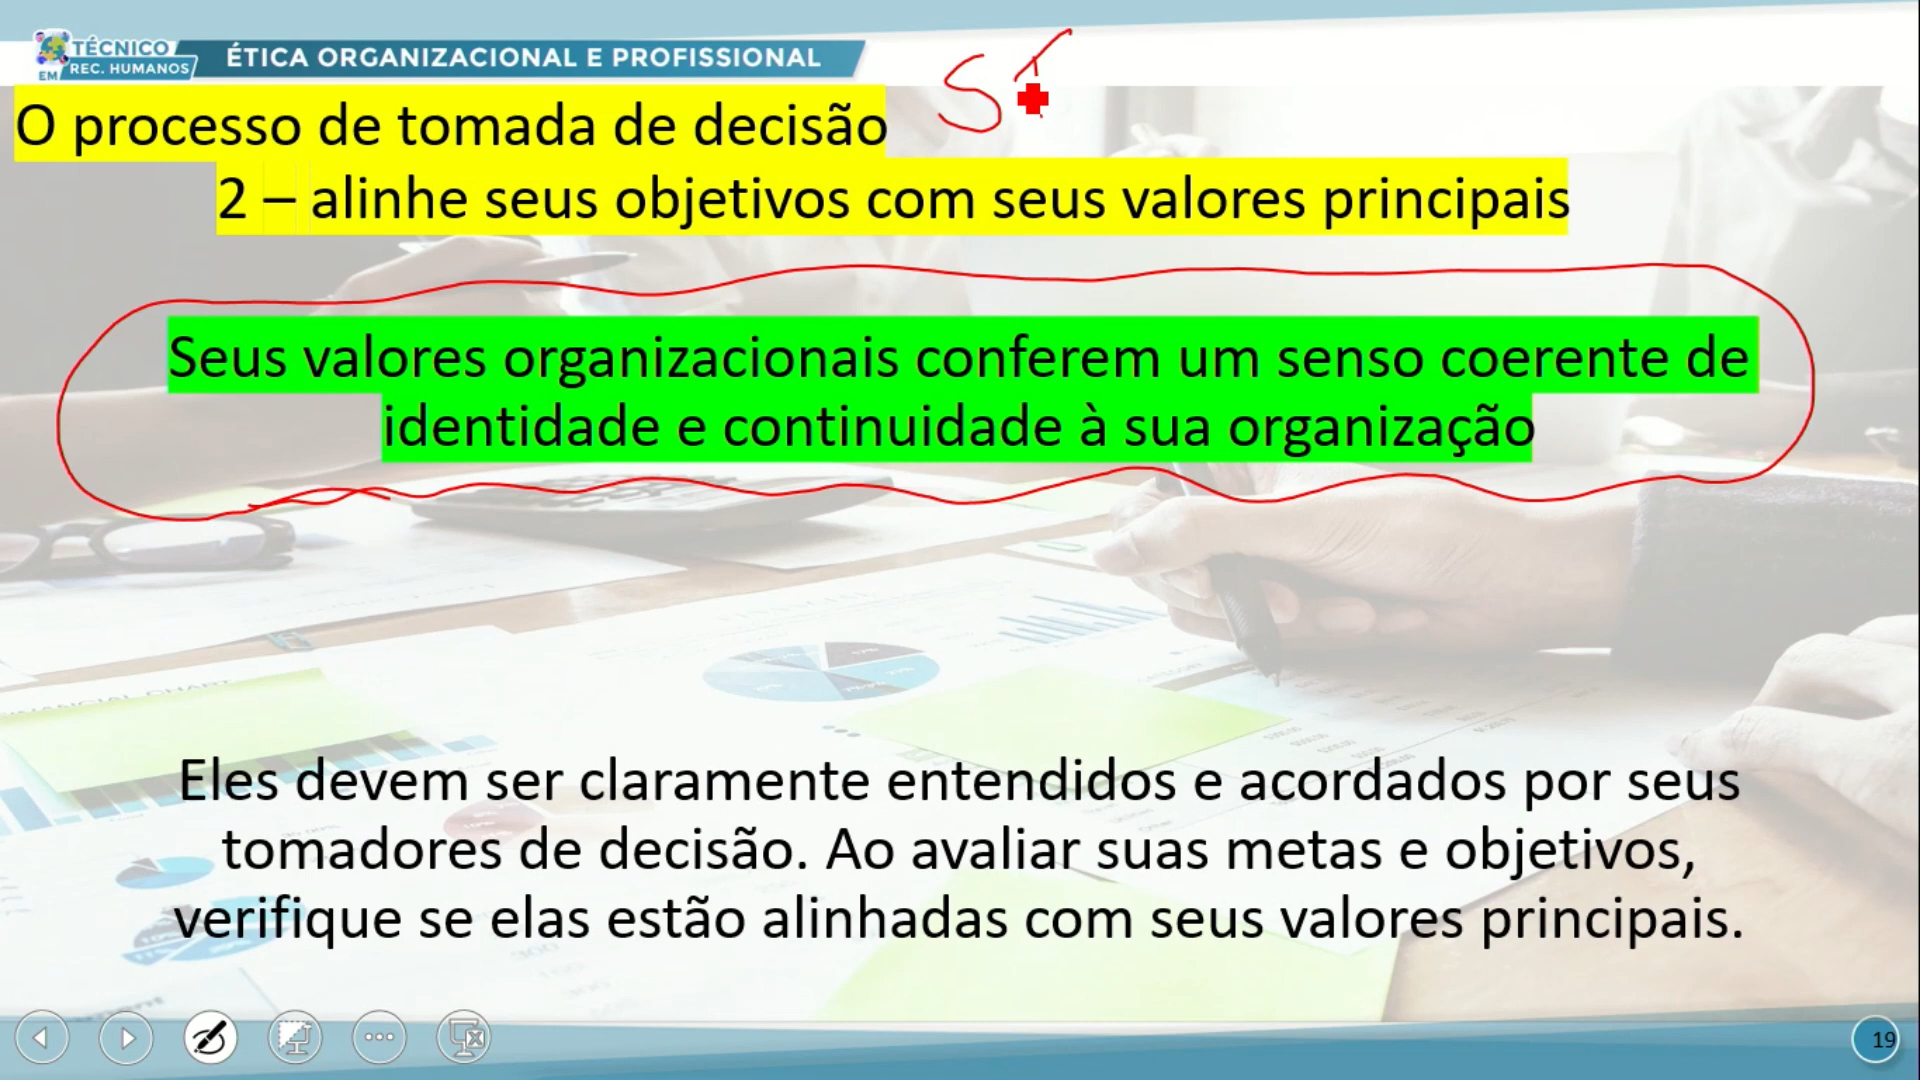 TÉCNICO
EM REC. HUMANOS
ÉTICA ORGANIZACIONAL E PROFISSIONAL
O processo de tomada de decisão
2 – alinhe seus objetivos com seus valores principais
Seus valores organizacionais conferem um senso coerente de
identidade e continuidade à sua organização
Eles devem ser claramente entendidos e acordados por seus
tomadores de decisão. Ao avaliar suas metas e objetivos,
verifique se elas estão alinhadas com seus valores principais.
19